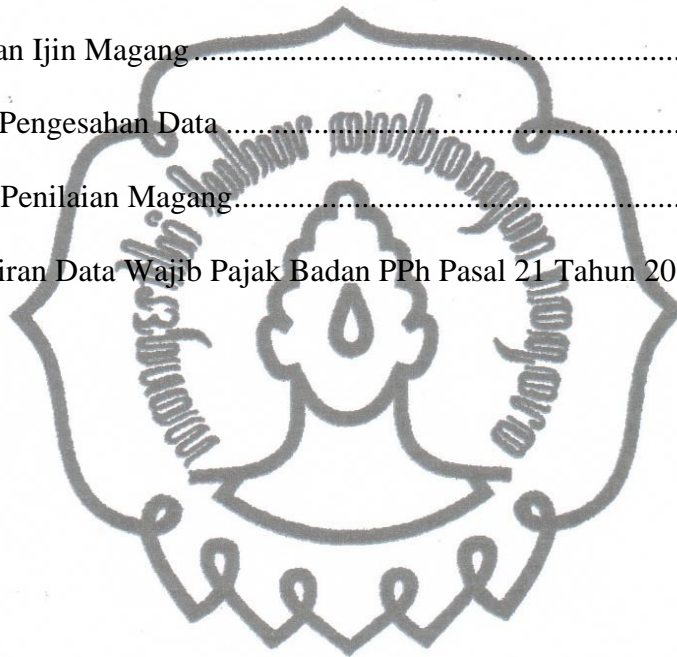 an Ijin Magang................................................................
Pengesahan Data ............................................................
Penilaian Magang..........................................................
iran Data Wajib Pajak Badan PPh Pasal 21 Tahun 20